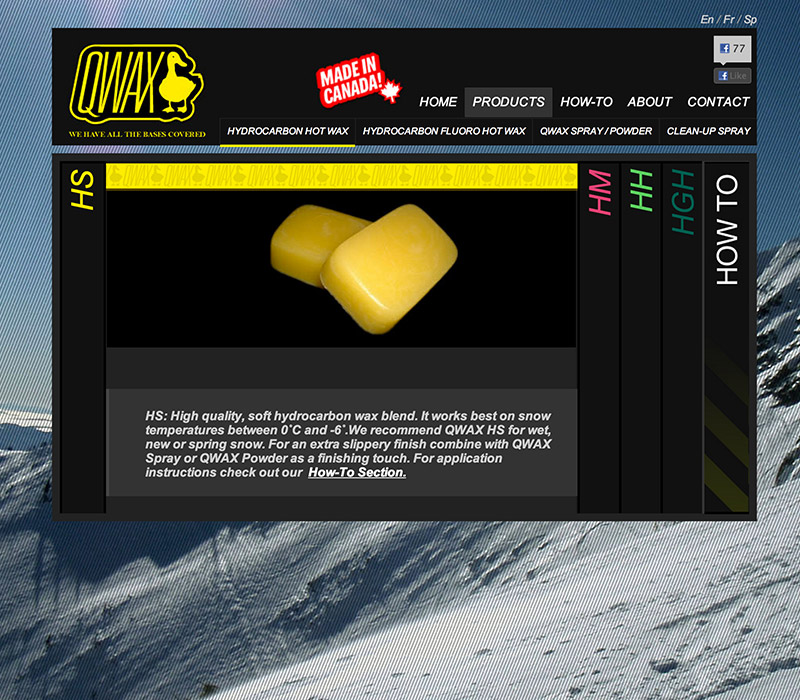 En / Fr / Sp
QWAX
WE HAVE ALL THE BASES COVERED
MADE IN
CANADA!
77
Like
HOME PRODUCTS HOW-TO ABOUT CONTACT
HYDROCARBON HOT WAX HYDROCARBON FLUORO HOT WAX QWAX SPRAY / POWDER CLEAN-UP SPRAY
HS
HM
HH
HGH
HOW TO
HS: High quality, soft hydrocarbon wax blend. It works best on snow
temperatures between 0˚C and -6˚.We recommend QWAX HS for wet,
new or spring snow. For an extra slippery finish combine with QWAX
Spray or QWAX Powder as a finishing touch. For application
instructions check out our How-To Section.